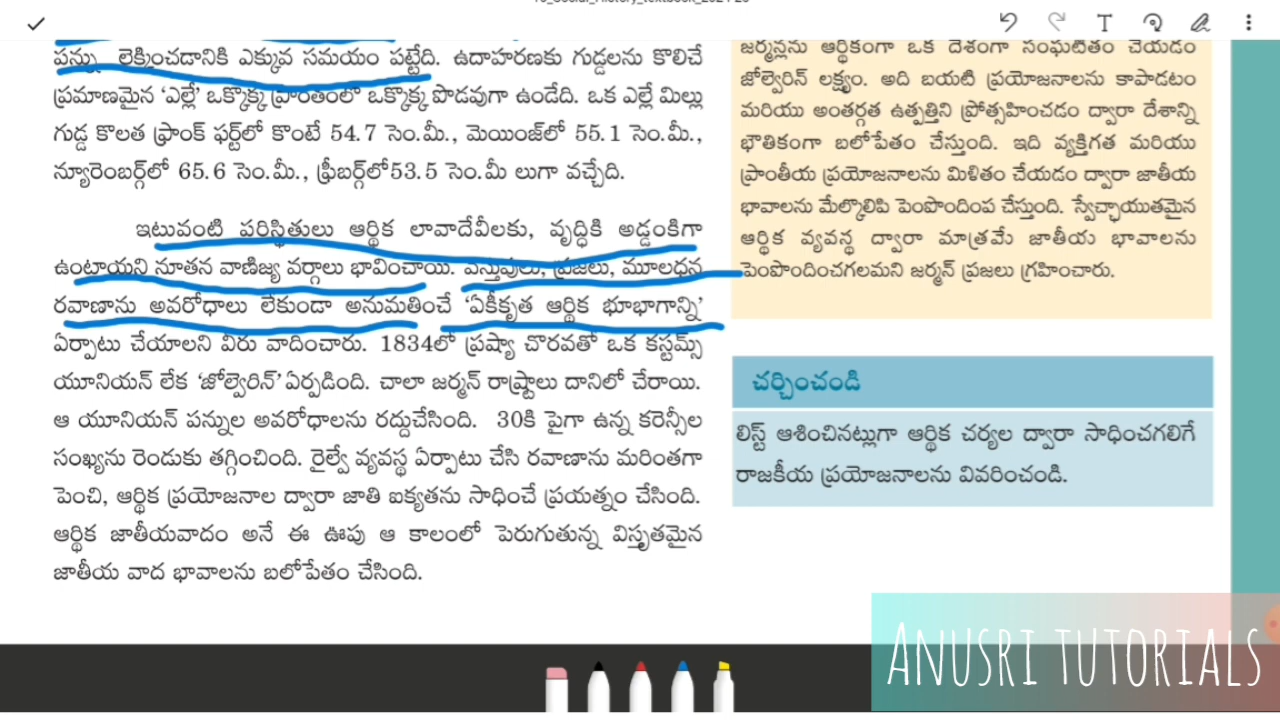 పన్ను లెక్కించడానికి ఎక్కువ సమయం పట్టేది. ఉదాహరణకు గుడ్డలను కొలిచే
ప్రమాణమైన ‘ఎల్లే’ ఒక్కొక్క ప్రాంతంలో ఒక్కొక్క పొడవుగా ఉండేది. ఒక ఎల్లే మిల్లు
గుడ్డ కొలత ఫ్రాంక్ ఫర్ట్‌లో కొంటే 54.7 సెం.మీ., మెయింజ్‌లో 55.1 సెం.మీ.,
న్యూరెంబర్గ్‌లో 65.6 సెం.మీ., ఫ్రీబర్గ్‌లో53.5 సెం.మీ లుగా వచ్చేది.
ఇటువంటి పరిస్థితులు ఆర్థిక లావాదేవీలకు, వృద్ధికి అడ్డంకిగా
ఉంటాయని నూతన వాణిజ్య వర్గాలు భావించాయి. వస్తువులు, ప్రజలు, మూలధన
రవాణాను అవరోధాలు లేకుండా అనుమతించే ‘ఏకీకృత ఆర్థిక భూభాగాన్ని’
ఏర్పాటు చేయాలని వీరు వాదించారు. 1834లో ప్రష్యా చొరవతో ఒక కస్టమ్స్
యూనియన్ లేక ‘జోల్వెరిన్’ ఏర్పడింది. చాలా జర్మన్ రాష్ట్రాలు దానిలో చేరాయి.
ఆ యూనియన్ పన్నుల అవరోధాలను రద్దుచేసింది. 30కి పైగా ఉన్న కరెన్సీల
సంఖ్యను రెండుకు తగ్గించింది. రైల్వే వ్యవస్థ ఏర్పాటు చేసి రవాణాను మరింతగా
పెంచి, ఆర్థిక ప్రయోజనాల ద్వారా జాతి ఐక్యతను సాధించే ప్రయత్నం చేసింది.
ఆర్థిక జాతీయవాదం అనే ఈ ఊపు ఆ కాలంలో పెరుగుతున్న విస్తృతమైన
జాతీయ వాద భావాలను బలోపేతం చేసింది.
జర్మన్లను ఆర్థికంగా ఒక దేశంగా సంఘటితం చేయడం
జోల్వెరిన్ లక్ష్యం. అది బయటి ప్రయోజనాలను కాపాడటం
మరియు అంతర్గత ఉత్పత్తిని ప్రోత్సహించడం ద్వారా దేశాన్ని
భౌతికంగా బలోపేతం చేస్తుంది. ఇది వ్యక్తిగత మరియు
ప్రాంతీయ ప్రయోజనాలను మిళితం చేయడం ద్వారా జాతీయ
భావాలను మేల్కొలిపి పెంపొందింప చేస్తుంది. స్వేచ్ఛాయుతమైన
ఆర్థిక వ్యవస్థ ద్వారా మాత్రమే జాతీయ భావాలను
పెంపొందించగలమని జర్మన్ ప్రజలు గ్రహించారు.
చర్చించండి
లిస్ట్ ఆశించినట్లుగా ఆర్థిక చర్యల ద్వారా సాధించగలిగే
రాజకీయ ప్రయోజనాలను వివరించండి.
ANUSRI TUTORIALS